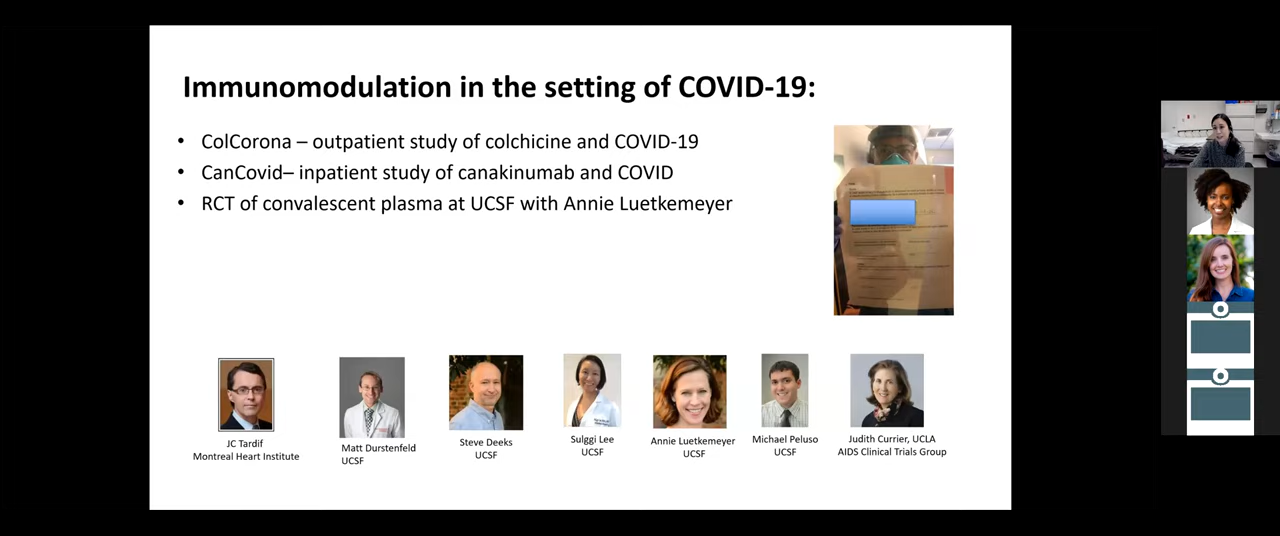 Immunomodulation in the setting of COVID-19:
• ColCorona – outpatient study of colchicine and COVID-19
• CanCovid– inpatient study of canakinumab and COVID
• RCT of convalescent plasma at UCSF with Annie Luetkemeyer
JC Tardif
Montreal Heart Institute
Matt Durstenfeld
UCSF
Steve Deeks
UCSF
Sulggi Lee
UCSF
Annie Luetkemeyer
UCSF
Michael Peluso
UCSF
Judith Currier, UCLA
AIDS Clinical Trials Group